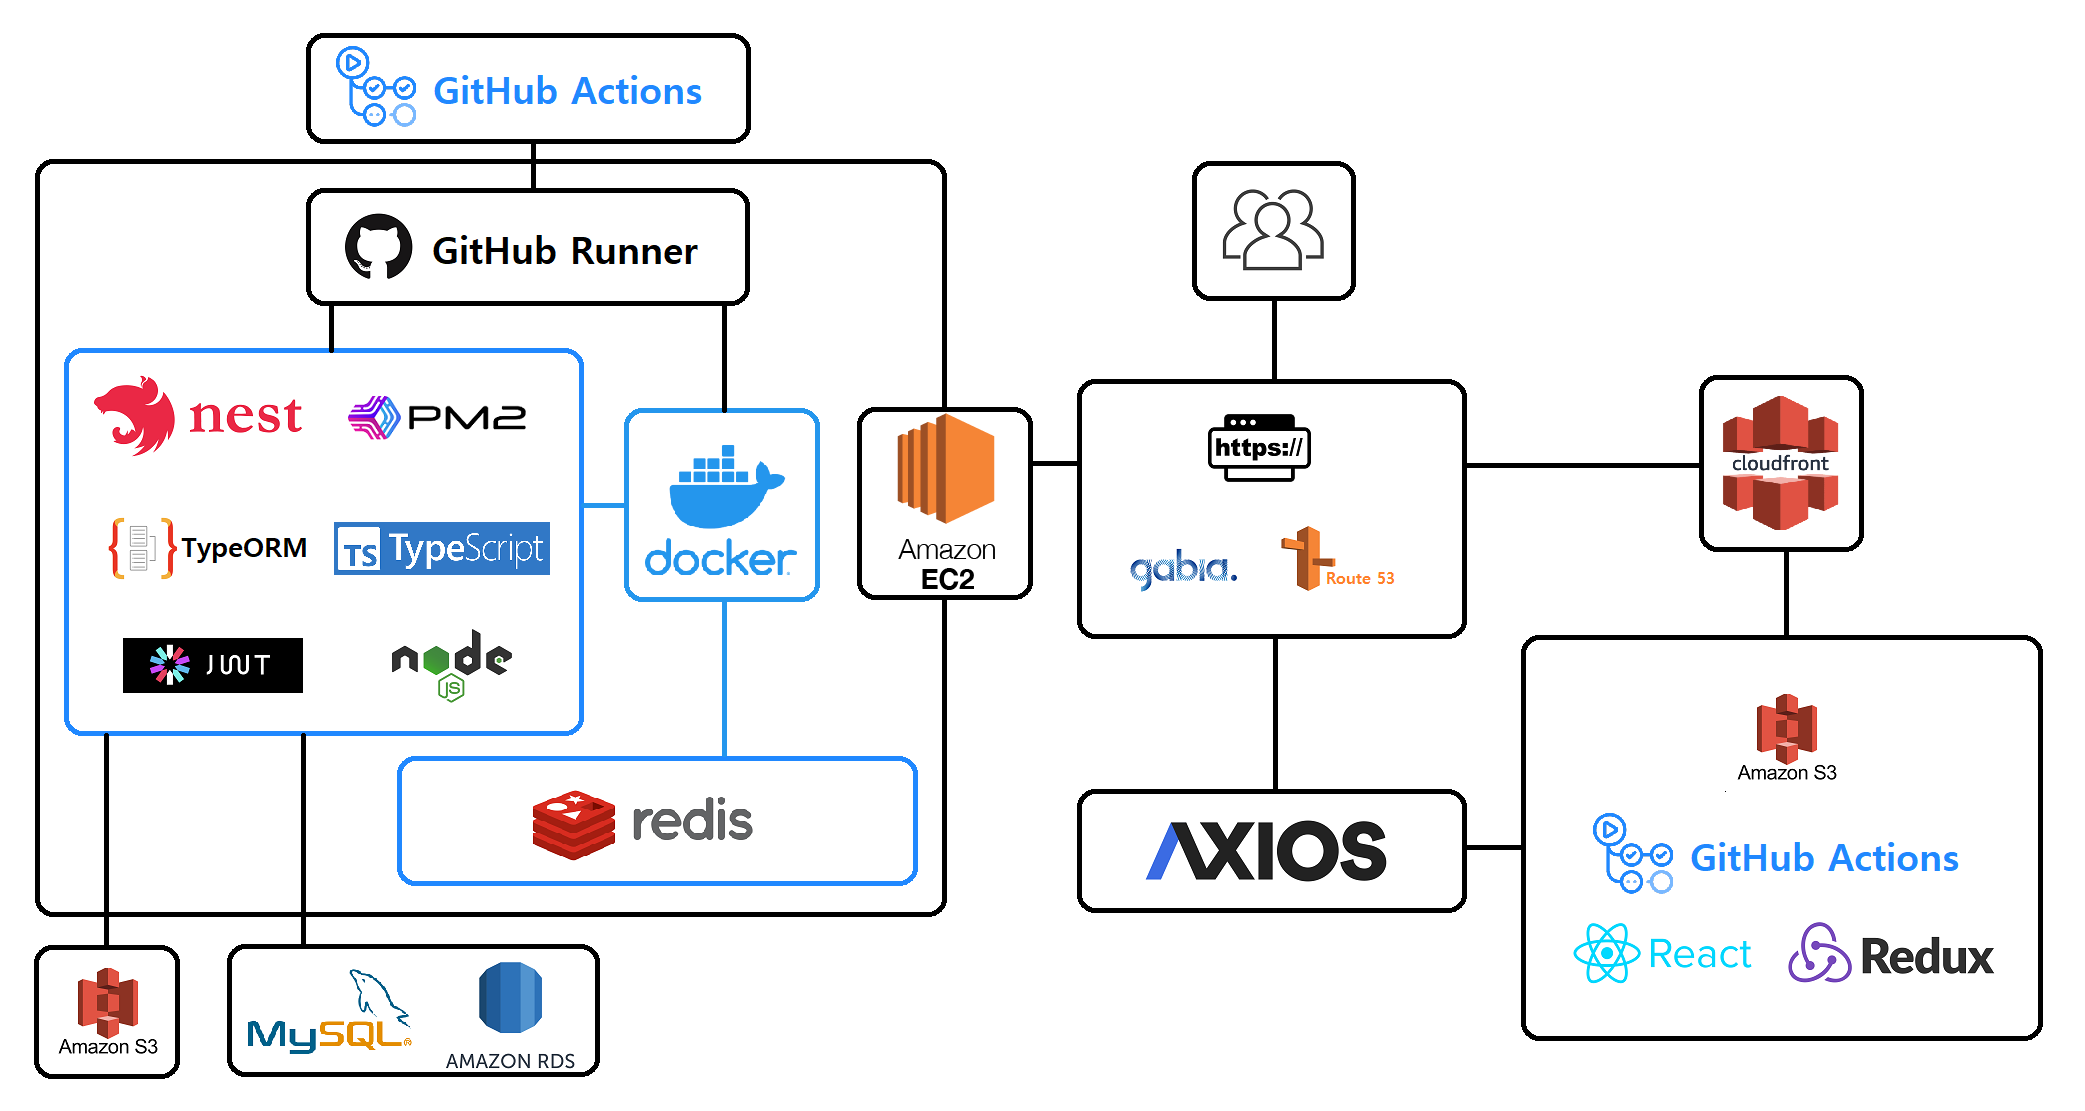 GitHub Actions
GitHub Runner
nest
PM2
TypeORM
TS TypeScript
JWT
node
JS
docker
redis
Amazon S3
MySQL
AMAZON RDS
Amazon
EC2
https://
gabia.
Route 53
AXIOS
cloudfront
Amazon S3
GitHub Actions
React
Redux